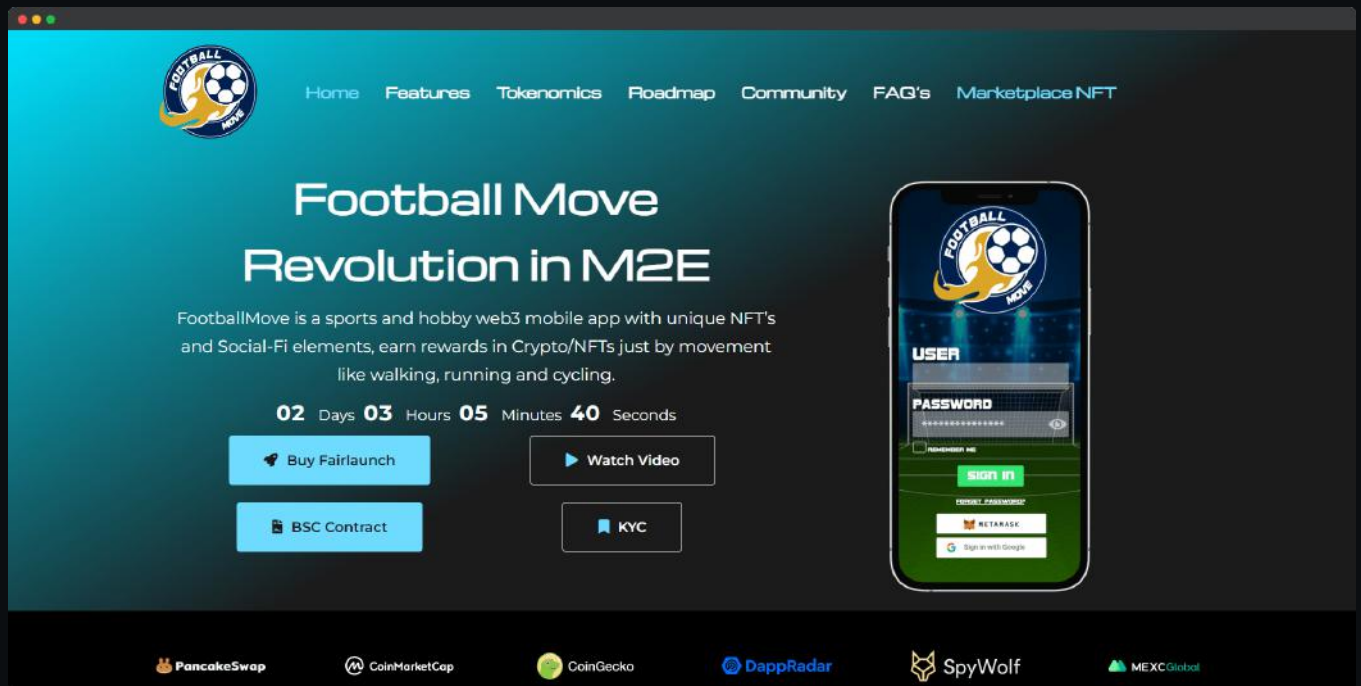 FOOTBALL
MOVE
Home Features Tokenomics Roadmap Community FAQ's Marketplace NFT
Football Move
Revolution in M2E
FootballMove is a sports and hobby web3 mobile app with unique NFT's
and Social-Fi elements, earn rewards in Crypto/NFTs just by movement
like walking, running and cycling.
02 Days 03 Hours 05 Minutes 40 Seconds
Buy Fairlaunch
Watch Video
BSC Contract
KYC
FOOTBALL
MOVE
USER
PASSWORD
***************
REMEMBER ME
SIGN IN
FORGET PASSWORD?
METAMASK
Sign in with Google
PancakeSwap CoinMarketCap CoinGecko DappRadar SpyWolf MEXC Global